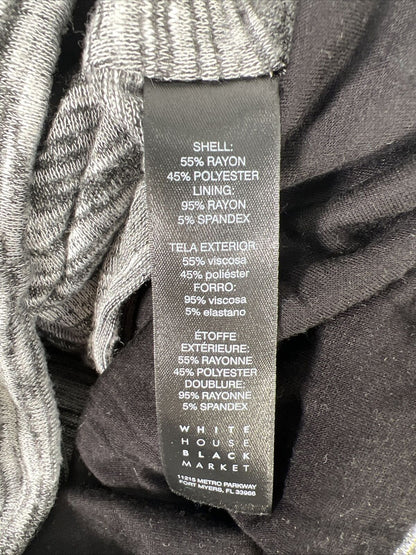 SHELL:
55% RAYON
45% POLYESTER
LINING:
95% RAYON
5% SPANDEX
TELA EXTERIOR:
55% viscosa
45% poliéster
FORRO:
95% viscosa
5% elastano
ÉTOFFE
EXTÉRIEURE:
55% RAYONNE
45% POLYESTER
DOUBLURE:
95% RAYONNE
5% SPANDEX
WHITE
HOUSE
BLACK
MARKET
11215 METRO PARKWAY
FORT MYERS, FL 33966